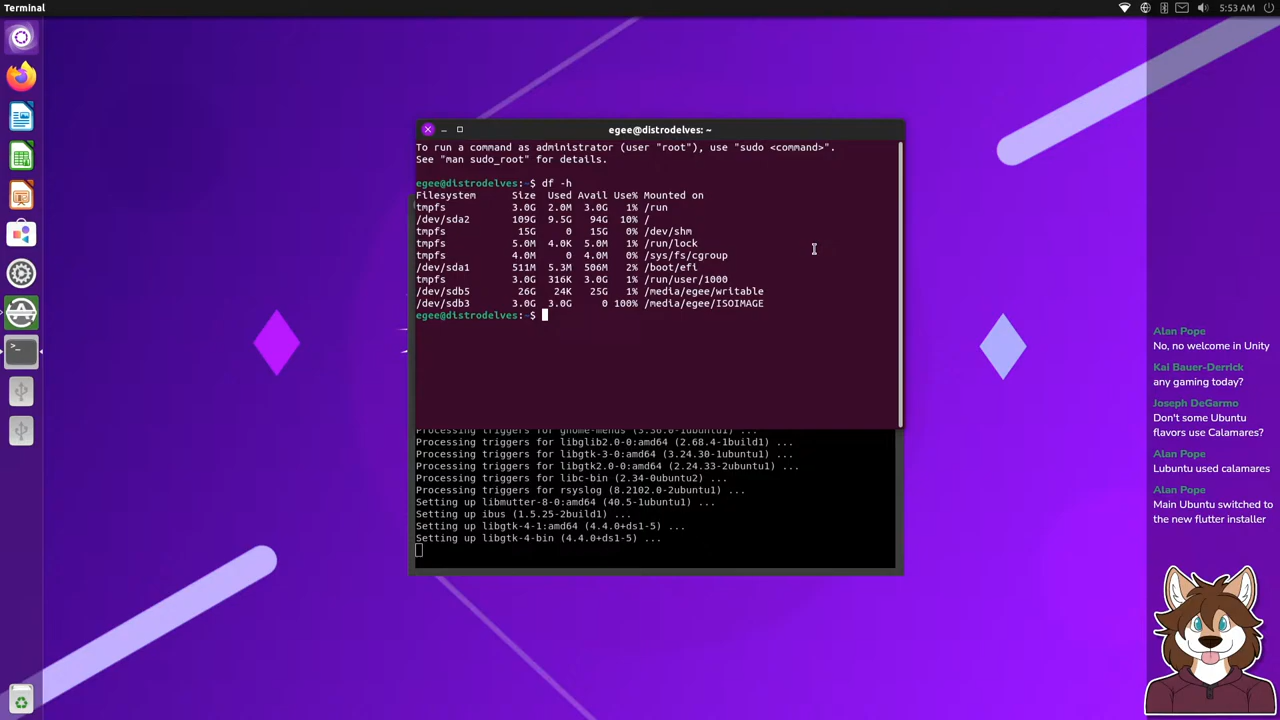 Terminal
5:53 AM
egee@distrodelves: ~
To run a command as administrator (user "root"), use "sudo <command>".
See "man sudo_root" for details.
egee@distrodelves:~$ df -h
Filesystem Size Used Avail Use% Mounted on
tmpfs 3.0G 2.0M 3.0G 1% /run
/dev/sda2 109G 9.5G 94G 10% /
tmpfs 15G 0 15G 0% /dev/shm
tmpfs 5.0M 4.0K 5.0M 1% /run/lock
tmpfs 4.0M 0 4.0M 0% /sys/fs/cgroup
/dev/sda1 511M 5.3M 506M 2% /boot/efi
tmpfs 3.0G 316K 3.0G 1% /run/user/1000
/dev/sdb5 26G 24K 25G 1% /media/egee/writable
/dev/sdb3 3.0G 3.0G 0 100% /media/egee/ISOIMAGE
egee@distrodelves:~$
Processing triggers for gnome-menus (3.36.0-1ubuntu1) ...
Processing triggers for libglib2.0-0:amd64 (2.68.4-1build1) ...
Processing triggers for libgtk-3-0:amd64 (3.24.30-1ubuntu1) ...
Processing triggers for libgtk2.0-0:amd64 (2.24.33-2ubuntu1) ...
Processing triggers for libc-bin (2.34-0ubuntu2) ...
Processing triggers for rsyslog (8.2102.0-2ubuntu1) ...
Setting up libmutter-8-0:amd64 (40.5-1ubuntu1) ...
Setting up ibus (1.5.25-2build1) ...
Setting up libgtk-4-1:amd64 (4.4.0+ds1-5) ...
Setting up libgtk-4-bin (4.4.0+ds1-5) ...
Alan Pope
No, no welcome in Unity
Kai Bauer-Derrick
any gaming today?
Joseph DeGarmo
Don't some Ubuntu
flavors use Calamares?
Alan Pope
Lubuntu used calamares
Alan Pope
Main Ubuntu switched to
the new flutter installer